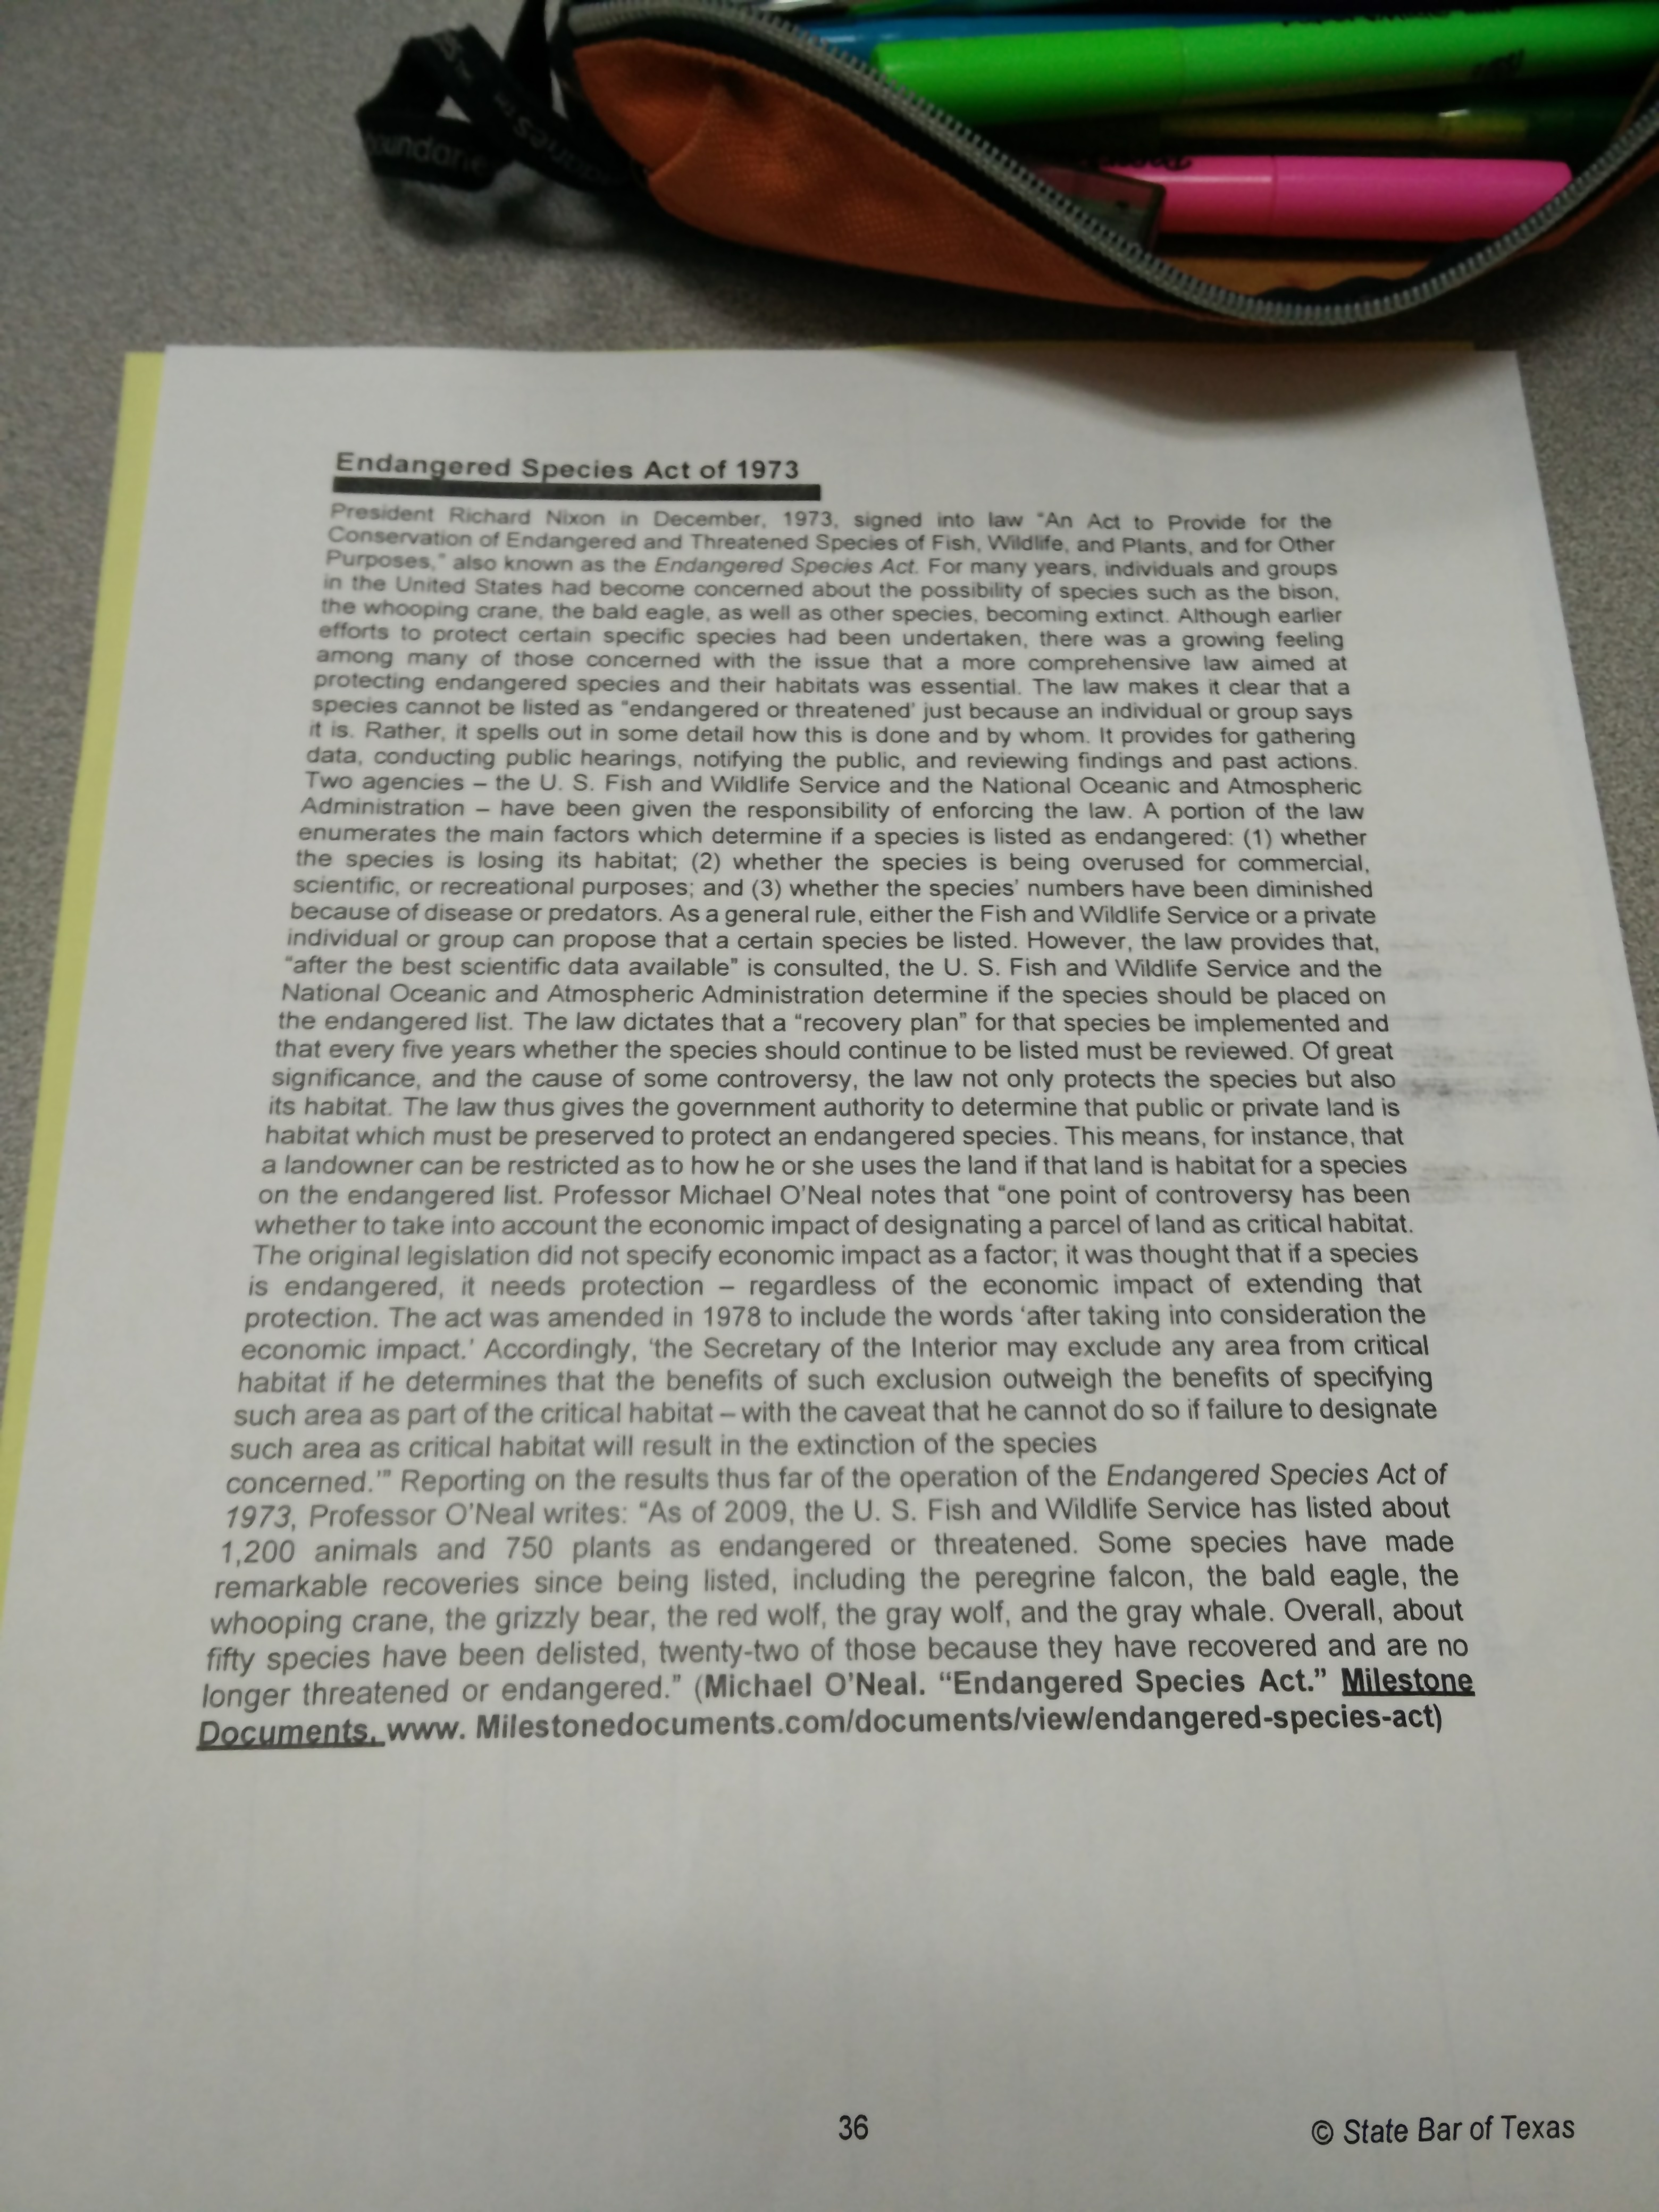 Endangered Species Act of 1973
President Richard Nixon in December, 1973, signed into law "An Act to Provide for the
Conservation of Endangered and Threatened Species of Fish, Wildlife, and Plants, and for Other
Purposes," also known as the Endangered Species Act. For many years, individuals and groups
in the United States had become concerned about the possibility of species such as the bison,
the whooping crane, the bald eagle, as well as other species, becoming extinct. Although earlier
efforts to protect certain specific species had been undertaken, there was a growing feeling
among many of those concerned with the issue that a more comprehensive law aimed at
protecting endangered species and their habitats was essential. The law makes it clear that a
species cannot be listed as "endangered or threatened' just because an individual or group says
it is. Rather, it spells out in some detail how this is done and by whom. It provides for gathering
data, conducting public hearings, notifying the public, and reviewing findings and past actions.
Two agencies – the U. S. Fish and Wildlife Service and the National Oceanic and Atmospheric
Administration – have been given the responsibility of enforcing the law. A portion of the law
enumerates the main factors which determine if a species is listed as endangered: (1) whether
the species is losing its habitat; (2) whether the species is being overused for commercial,
scientific, or recreational purposes; and (3) whether the species' numbers have been diminished
because of disease or predators. As a general rule, either the Fish and Wildlife Service or a private
individual or group can propose that a certain species be listed. However, the law provides that,
"after the best scientific data available" is consulted, the U. S. Fish and Wildlife Service and the
National Oceanic and Atmospheric Administration determine if the species should be placed on
the endangered list. The law dictates that a "recovery plan" for that species be implemented and
that every five years whether the species should continue to be listed must be reviewed. Of great
significance, and the cause of some controversy, the law not only protects the species but also
its habitat. The law thus gives the government authority to determine that public or private land is
habitat which must be preserved to protect an endangered species. This means, for instance, that
a landowner can be restricted as to how he or she uses the land if that land is habitat for a species
on the endangered list. Professor Michael O'Neal notes that "one point of controversy has been
whether to take into account the economic impact of designating a parcel of land as critical habitat.
The original legislation did not specify economic impact as a factor; it was thought that if a species
is endangered, it needs protection – regardless of the economic impact of extending that
protection. The act was amended in 1978 to include the words 'after taking into consideration the
economic impact.' Accordingly, 'the Secretary of the Interior may exclude any area from critical
habitat if he determines that the benefits of such exclusion outweigh the benefits of specifying
such area as part of the critical habitat – with the caveat that he cannot do so if failure to designate
such area as critical habitat will result in the extinction of the species
concerned.'" Reporting on the results thus far of the operation of the Endangered Species Act of
1973, Professor O'Neal writes: "As of 2009, the U. S. Fish and Wildlife Service has listed about
1,200 animals and 750 plants as endangered or threatened. Some species have made
remarkable recoveries since being listed, including the peregrine falcon, the bald eagle, the
whooping crane, the grizzly bear, the red wolf, the gray wolf, and the gray whale. Overall, about
fifty species have been delisted, twenty-two of those because they have recovered and are no
longer threatened or endangered." (Michael O'Neal. "Endangered Species Act." Milestone
Documents, www. Milestonedocuments.com/documents/view/endangered-species-act)
36
© State Bar of Texas